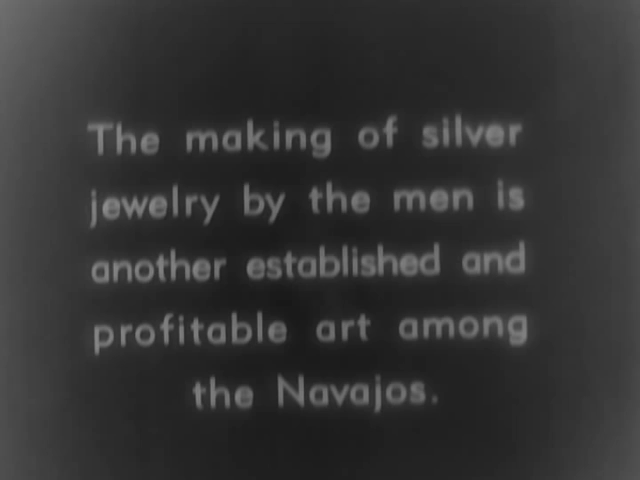 The making of silver
jewelry by the men is
another established and
profitable art among
the Navajos.